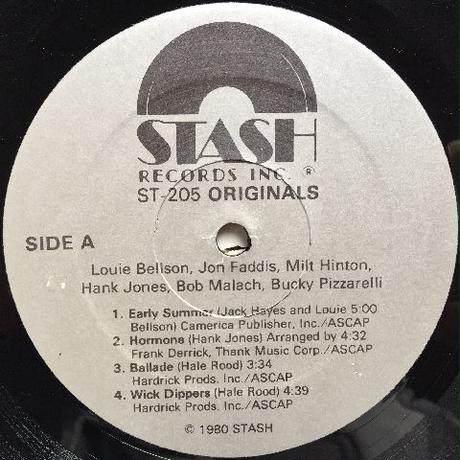 STASH
RECORDS INC. ®
ST-205 ORIGINALS
SIDE A
Louie Bellson, Jon Faddis, Milt Hinton,
Hank Jones, Bob Malach, Bucky Pizzarelli
1. Early Summer (Jack Hayes and Louie 5:00
Bellson) Camerica Publisher, Inc./ASCAP
2. Hormone (Hank Jones) Arranged by 4:32
Frank Derrick, Thank Music Corp./ASCAP
3. Ballade (Hale Rood) 3:34
Hardrick Prods. Inc./ASCAP
4. Wick Dippers (Hale Rood) 4:39
Hardrick Prods. Inc./ASCAP
© 1980 STASH